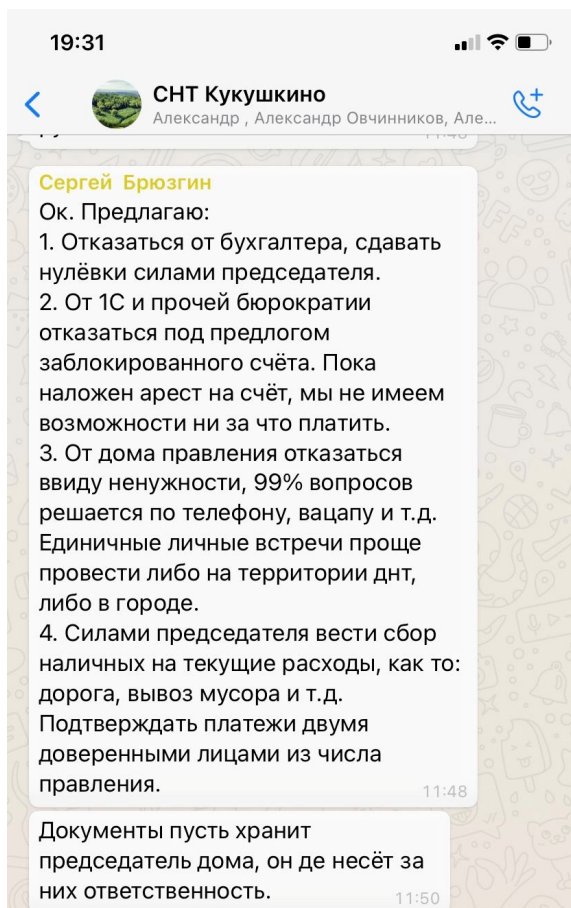 19:31
СНТ Кукушкино
Александр , Александр Овчинников, Але...
Сергей Брюзгин
Ок. Предлагаю:
1. Отказаться от бухгалтера, сдавать
нулёвки силами председателя.
2. От 1С и прочей бюрократии
отказаться под предлогом
заблокированного счёта. Пока
наложен арест на счёт, мы не имеем
возможности ни за что платить.
3. От дома правления отказаться
ввиду ненужности, 99% вопросов
решается по телефону, вацапу и т.д.
Единичные личные встречи проще
провести либо на территории днт,
либо в городе.
4. Силами председателя вести сбор
наличных на текущие расходы, как то:
дорога, вывоз мусора и т.д.
Подтверждать платежи двумя
доверенными лицами из числа
правления.
11:48
Документы пусть хранит
председатель дома, он де несёт за
них ответственность.
11:50